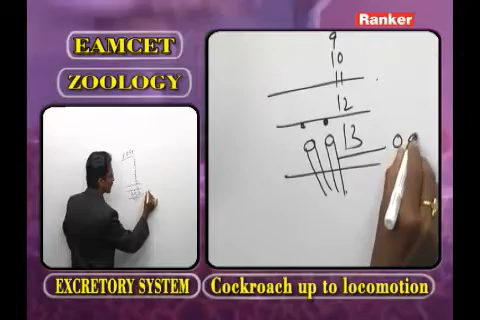 Ranker
EAMCET
ZOOLOGY
9
10
11
12
13
EXCRETORY SYSTEM
Cockroach up to locomotion